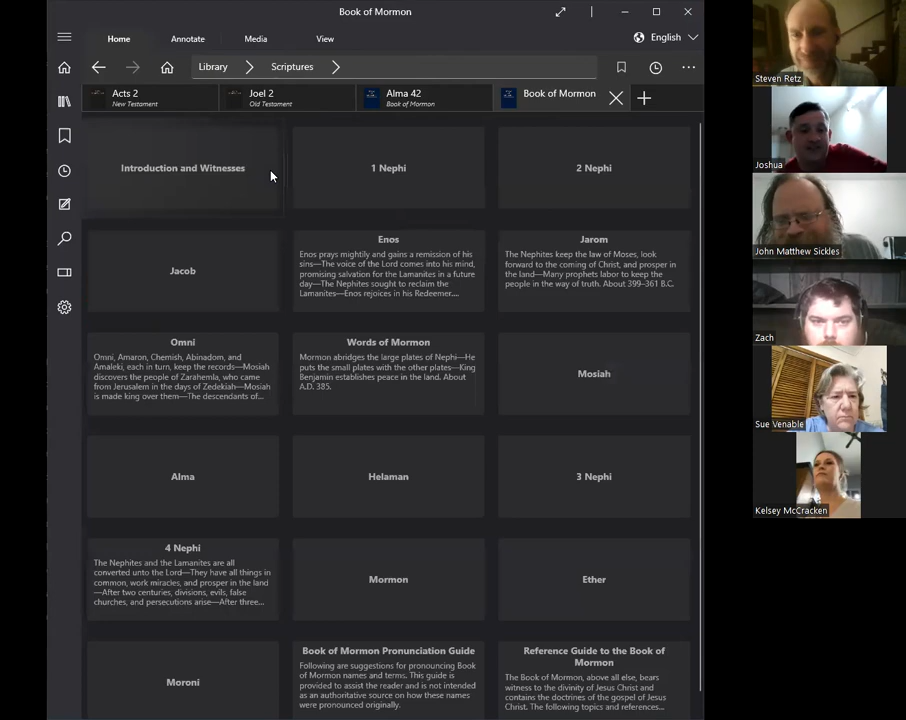 Book of Mormon
Home Annotate Media View
English
Library Scriptures
Acts 2
New Testament
Joel 2
Old Testament
Alma 42
Book of Mormon
Book of Mormon
Introduction and Witnesses
1 Nephi
2 Nephi
Jacob
Enos
Enos prays mightily and gains a remission of his
sins—The voice of the Lord comes into his mind,
promising salvation for the Lamanites in a future
day—The Nephites sought to reclaim the
Lamanites—Enos rejoices in his Redeemer....
Jarom
The Nephites keep the law of Moses, look
forward to the coming of Christ, and prosper in
the land—Many prophets labor to keep the
people in the way of truth. About 399–361 B.C.
Omni
Omni, Amaron, Chemish, Abinadom, and
Amaleki, each in turn, keep the records—Mosiah
discovers the people of Zarahemla, who came
from Jerusalem in the days of Zedekiah—Mosiah
is made king over them—The descendants of...
Words of Mormon
Mormon abridges the large plates of Nephi—He
puts the small plates with the other plates—King
Benjamin establishes peace in the land. About
A.D. 385.
Mosiah
Alma
Helaman
3 Nephi
4 Nephi
The Nephites and the Lamanites are all
converted unto the Lord—They have all things in
common, work miracles, and prosper in the land
—After two centuries, divisions, evils, false
churches, and persecutions arise—After three...
Mormon
Ether
Moroni
Book of Mormon Pronunciation Guide
Following are suggestions for pronouncing Book
of Mormon names and terms. This guide is
provided to assist the reader and is not intended
as an authoritative source on how these names
were pronounced originally.
Reference Guide to the Book of
Mormon
The Book of Mormon, above all else, bears
witness to the divinity of Jesus Christ and
contains the doctrines of the gospel of Jesus
Christ. The following topics and references...
Steven Retz
Joshua
John Matthew Sickles
Zach
Sue Venable
Kelsey McCracken